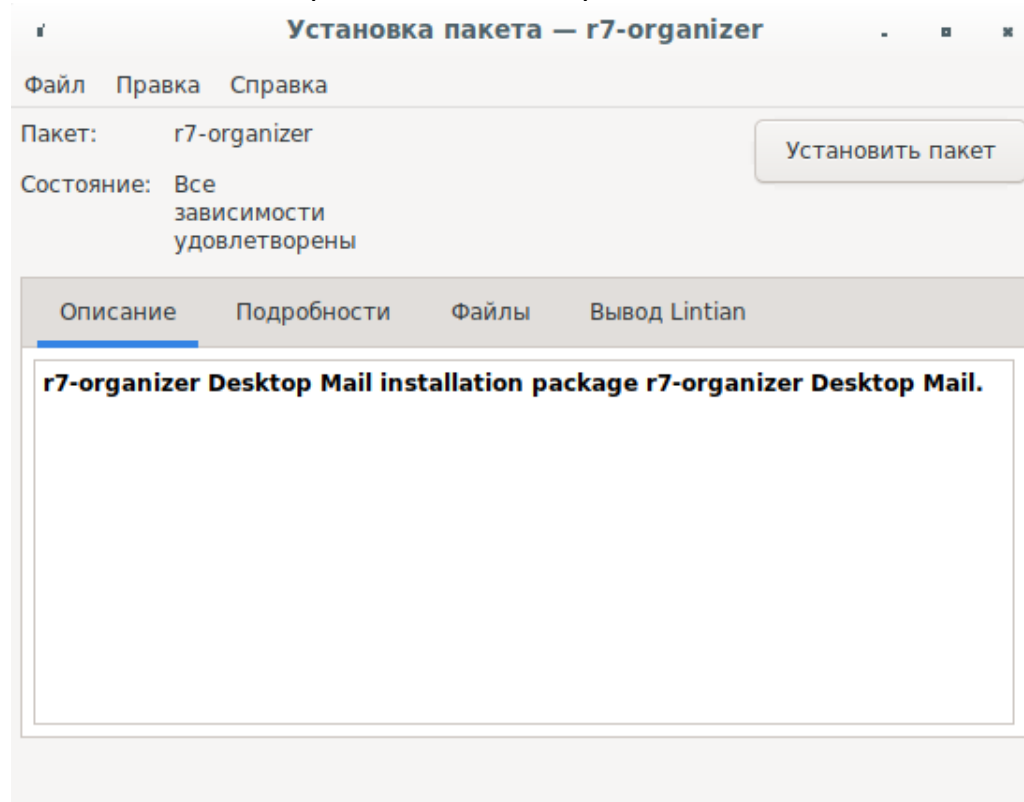 Установка пакета — r7-organizer
Файл Правка Справка
Пакет: r7-organizer
Установить пакет
Состояние: Все
зависимости
удовлетворены
Описание Подробности Файлы Вывод Lintian
r7-organizer Desktop Mail installation package r7-organizer Desktop Mail.